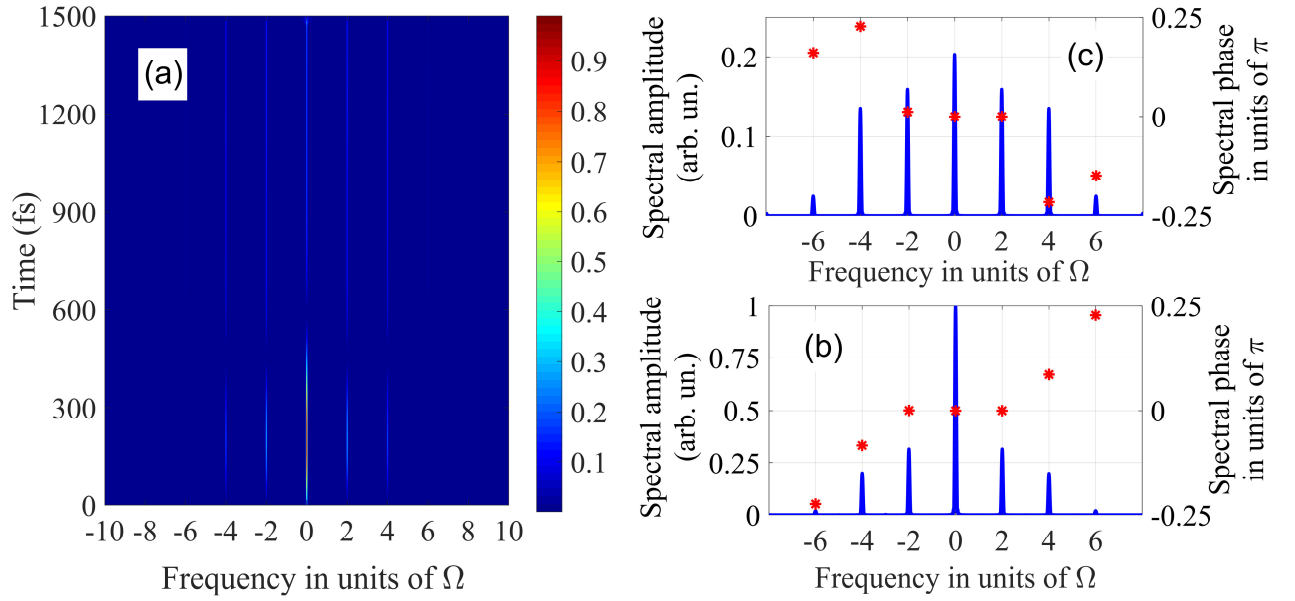 (a)
1500
1200
900
600
300
0
Time (fs)
-10 -8 -6 -4 -2 0 2 4 6 8 10
Frequency in units of Ω
0.9
0.8
0.7
0.6
0.5
0.4
0.3
0.2
0.1
(c)
Spectral amplitude
(arb. un.)
0.2
0.1
0
0.25
0
-0.25
Spectral phase
in units of π
-6 -4 -2 0 2 4 6
Frequency in units of Ω
(b)
Spectral amplitude
(arb. un.)
1
0.75
0.5
0.25
0
0.25
0
-0.25
Spectral phase
in units of π
-6 -4 -2 0 2 4 6
Frequency in units of Ω